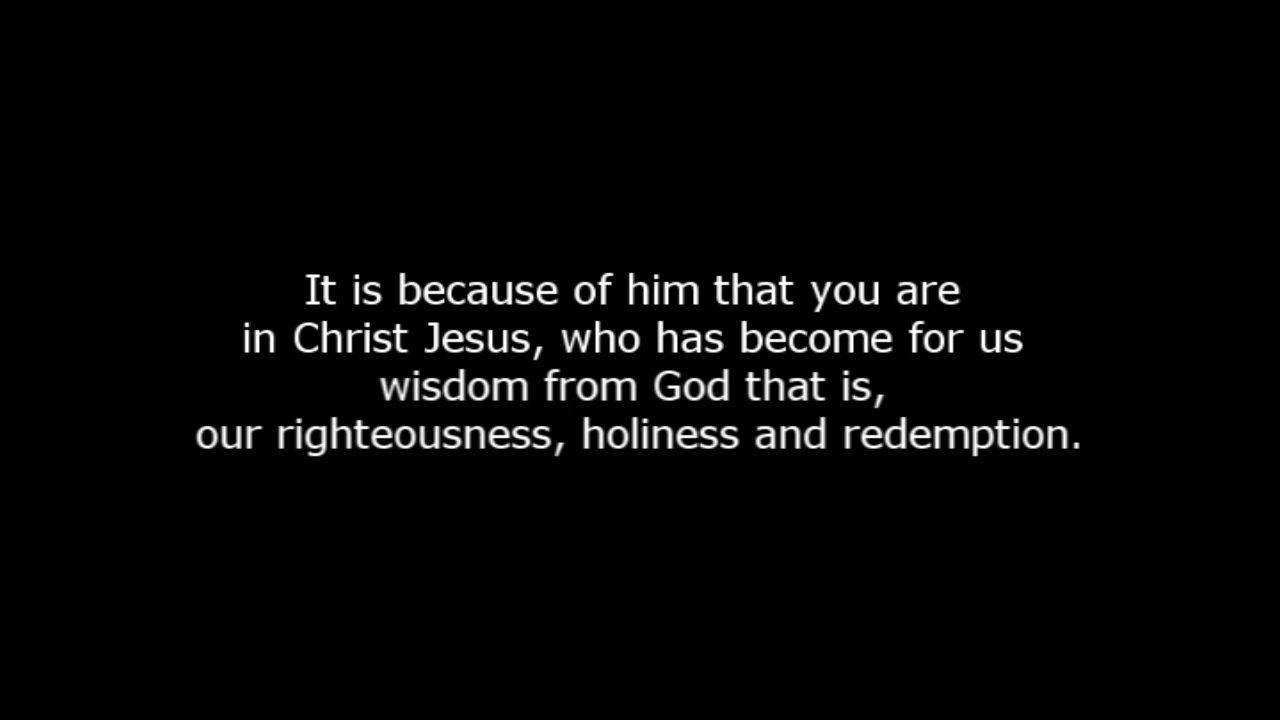 It is because of him that you are
in Christ Jesus, who has become for us
wisdom from God that is,
our righteousness, holiness and redemption.